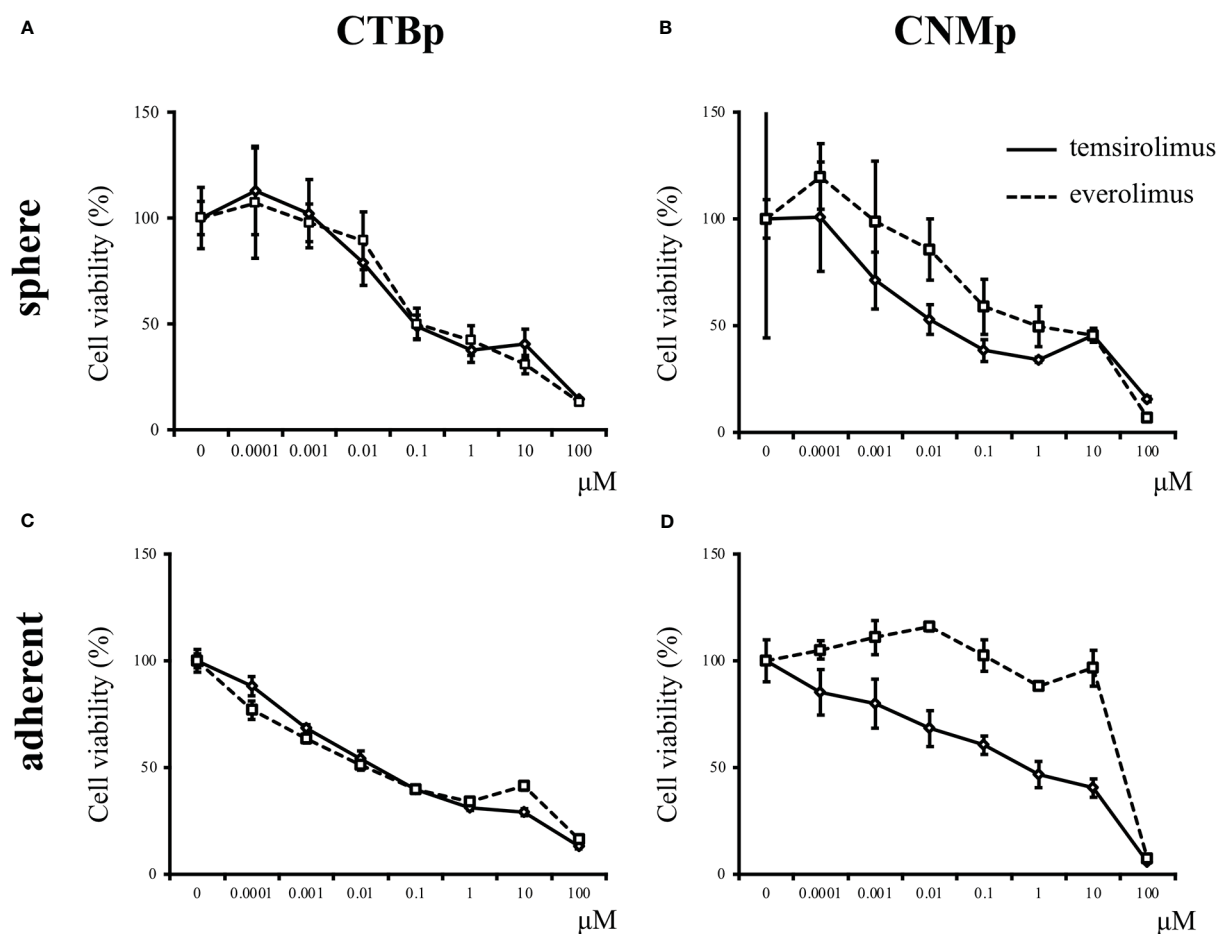 A
CTBp
B
CNMp
sphere
Cell viability (%)
150
100
50
0
0 0.0001 0.001 0.01 0.1 1 10 100
μM
Cell viability (%)
150
100
50
0
0 0.0001 0.001 0.01 0.1 1 10 100
μM
temsirolimus
everolimus
C
D
adherent
Cell viability (%)
150
100
50
0
0 0.0001 0.001 0.01 0.1 1 10 100
μM
Cell viability (%)
150
100
50
0
0 0.0001 0.001 0.01 0.1 1 10 100
μM